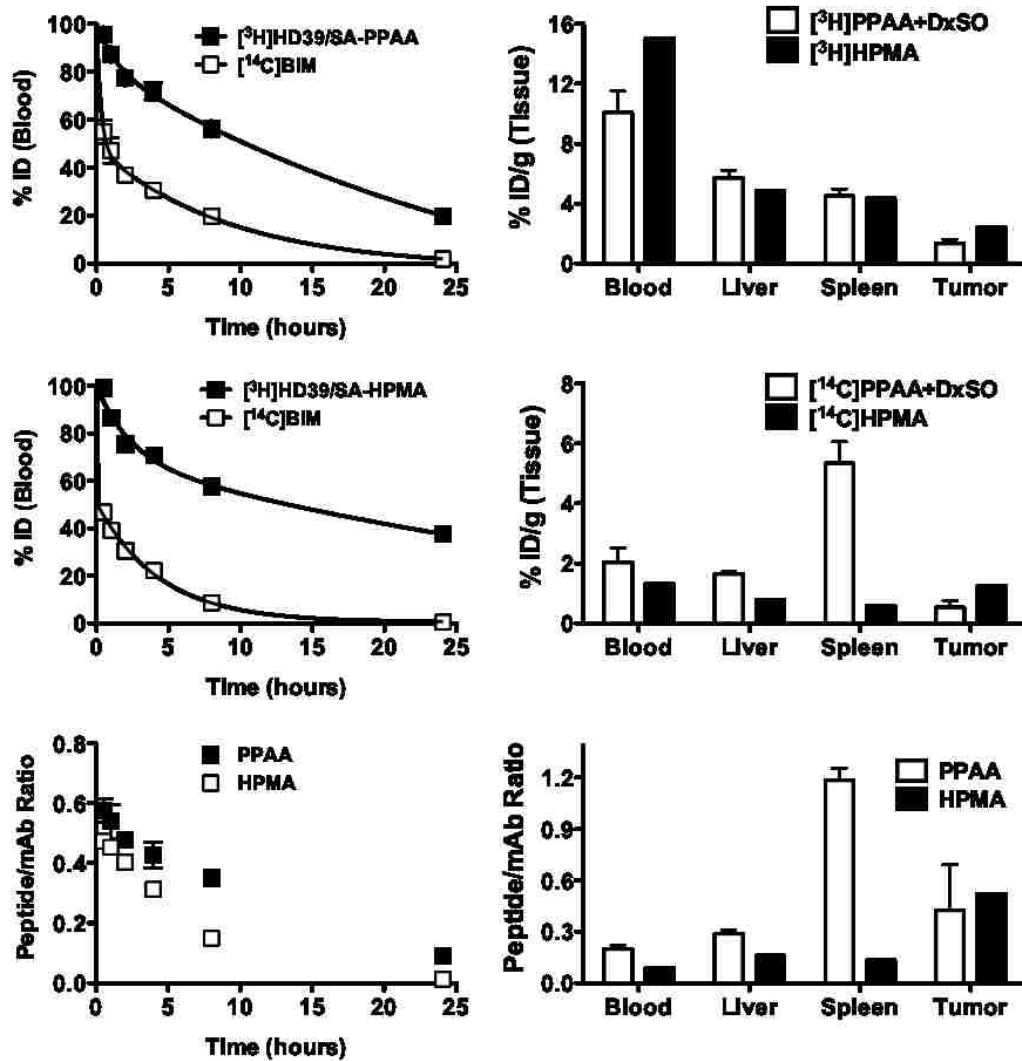 % ID (Blood)
100
80
60
40
20
0
[³H]HD39/SA-PPAA
[¹⁴C]BIM
0 5 10 15 20 25
Time (hours)
% ID/g (Tissue)
16
12
8
4
0
[³H]PPAA+DxSO
[³H]HPMA
Blood Liver Spleen Tumor
% ID (Blood)
100
80
60
40
20
0
[³H]HD39/SA-HPMA
[¹⁴C]BIM
0 5 10 15 20 25
Time (hours)
% ID/g (Tissue)
8
6
4
2
0
[¹⁴C]PPAA+DxSO
[¹⁴C]HPMA
Blood Liver Spleen Tumor
Peptide/mAb Ratio
0.8
0.6
0.4
0.2
0.0
PPAA
HPMA
0 5 10 15 20 25
Time (hours)
Peptide/mAb Ratio
1.2
0.9
0.6
0.3
0.0
PPAA
HPMA
Blood Liver Spleen Tumor